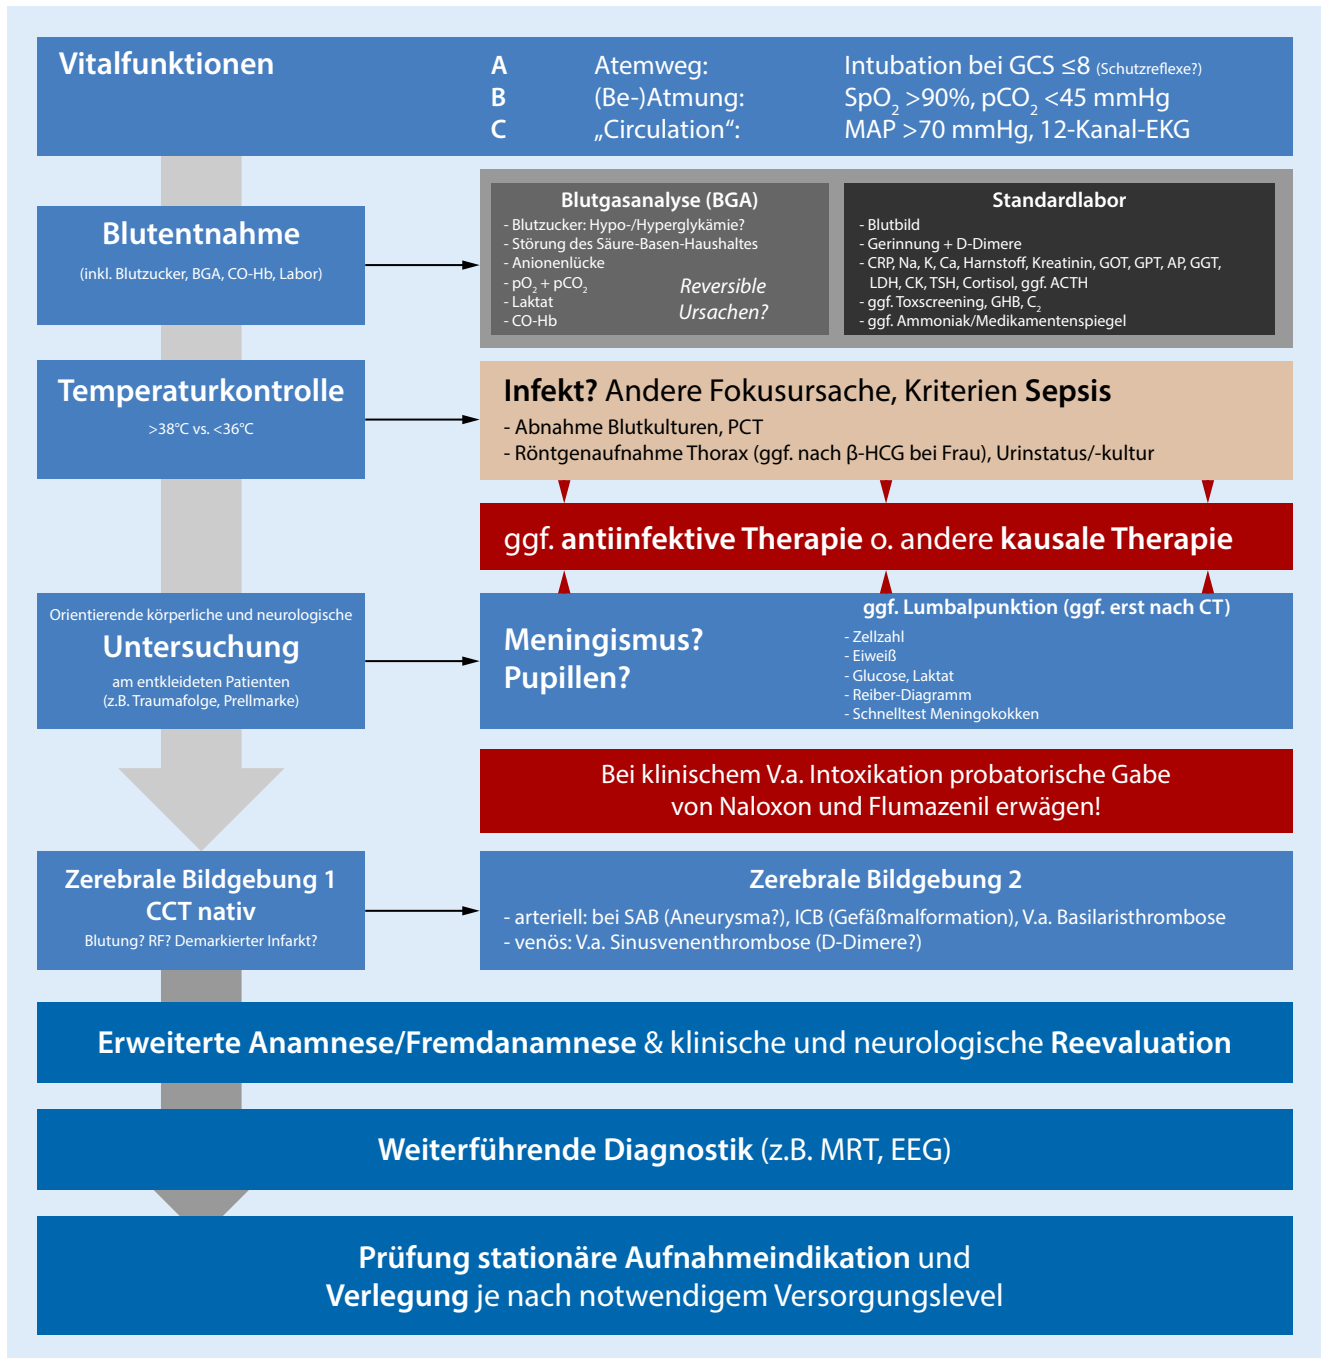 Vitalfunktionen
A Atemweg: Intubation bei GCS ≤8 (Schutzreflexe?)
B (Be-)Atmung: SpO₂ >90%, pCO₂ <45 mmHg
C „Circulation“: MAP >70 mmHg, 12-Kanal-EKG
Blutentnahme
(inkl. Blutzucker, BGA, CO-Hb, Labor)
Blutgasanalyse (BGA)
- Blutzucker: Hypo-/Hyperglykämie?
- Störung des Säure-Basen-Haushaltes
- Anionenlücke
- pO₂ + pCO₂
- Laktat
- CO-Hb
Reversible
Ursachen?
Standardlabor
- Blutbild
- Gerinnung + D-Dimere
- CRP, Na, K, Ca, Harnstoff, Kreatinin, GOT, GPT, AP, GGT,
LDH, CK, TSH, Cortisol, ggf. ACTH
- ggf. Toxscreening, GHB, C₂
- ggf. Ammoniak/Medikamentenspiegel
Temperaturkontrolle
>38°C vs. <36°C
Infekt? Andere Fokusursache, Kriterien Sepsis
- Abnahme Blutkulturen, PCT
- Röntgenaufnahme Thorax (ggf. nach β-HCG bei Frau), Urinstatus/-kultur
ggf. antiinfektive Therapie o. andere kausale Therapie
Orientierende körperliche und neurologische
Untersuchung
am entkleideten Patienten
(z.B. Traumafolge, Prellmarke)
Meningismus?
Pupillen?
ggf. Lumbalpunktion (ggf. erst nach CT)
- Zellzahl
- Eiweiß
- Glucose, Laktat
- Reiber-Diagramm
- Schnelltest Meningokokken
Bei klinischem V.a. Intoxikation probatorische Gabe
von Naloxon und Flumazenil erwägen!
Zerebrale Bildgebung 1
CCT nativ
Blutung? RF? Demarkierter Infarkt?
Zerebrale Bildgebung 2
- arteriell: bei SAB (Aneurysma?), ICB (Gefäßmalformation), V.a. Basilaristhrombose
- venös: V.a. Sinusvenenthrombose (D-Dimere?)
Erweiterte Anamnese/Fremdanamnese & klinische und neurologische Reevaluation
Weiterführende Diagnostik (z.B. MRT, EEG)
Prüfung stationäre Aufnahmeindikation und
Verlegung je nach notwendigem Versorgungslevel